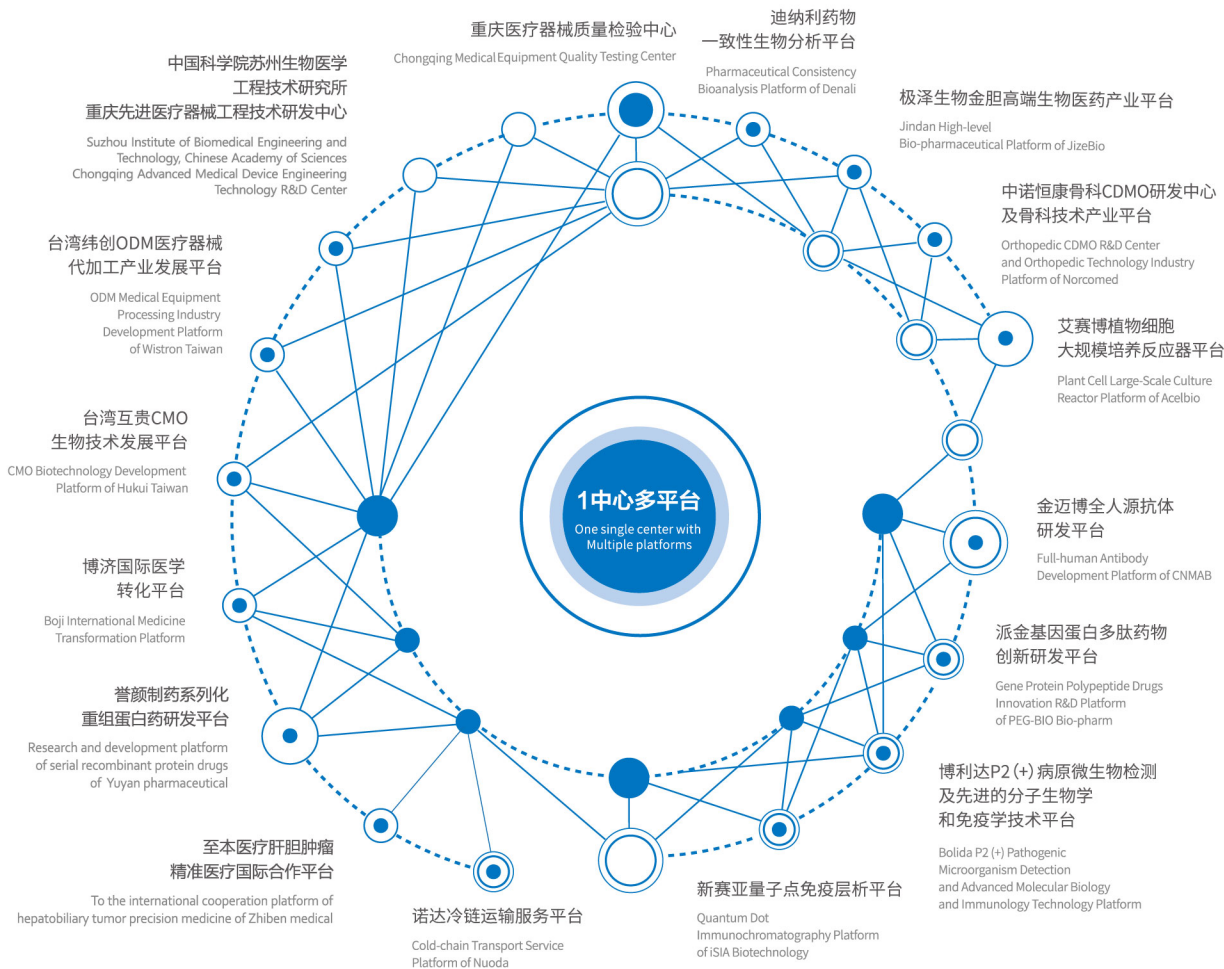 重庆医疗器械质量检验中心
Chongqing Medical Equipment Quality Testing Center
迪纳利药物
一致性生物分析平台
Pharmaceutical Consistency
Bioanalysis Platform of Denali
极泽生物金胆高端生物医药产业平台
Jindan High-level
Bio-pharmaceutical Platform of JizeBio
中诺恒康骨科CDMO研发中心
及骨科技术产业平台
Orthopedic CDMO R&D Center
and Orthopedic Technology Industry
Platform of Norcomed
艾赛博植物细胞
大规模培养反应器平台
Plant Cell Large-Scale Culture
Reactor Platform of Acelbio
金迈博全人源抗体
研发平台
Full-human Antibody
Development Platform of CNMAB
派金基因蛋白多肽药物
创新研发平台
Gene Protein Polypeptide Drugs
Innovation R&D Platform
of PEG-BIO Bio-pharm
博利达P2(+)病原微生物检测
及先进的分子生物学
和免疫学技术平台
Bolida P2 (+) Pathogenic
Microorganism Detection
and Advanced Molecular Biology
and Immunology Technology Platform
新赛亚量子点免疫层析平台
Quantum Dot
Immunochromatography Platform
of iSIA Biotechnology
诺达冷链运输服务平台
Cold-chain Transport Service
Platform of Nuoda
至本医疗肝胆肿瘤
精准医疗国际合作平台
To the international cooperation platform of
hepatobiliary tumor precision medicine of Zhiben medical
誉颜制药系列化
重组蛋白药研发平台
Research and development platform
of serial recombinant protein drugs
of Yuyan pharmaceutical
博济国际医学
转化平台
Boji International Medicine
Transformation Platform
台湾互贵CMO
生物技术发展平台
CMO Biotechnology Development
Platform of Hukui Taiwan
台湾纬创ODM医疗器械
代加工产业发展平台
ODM Medical Equipment
Processing Industry
Development Platform
of Wistron Taiwan
中国科学院苏州生物医学
工程技术研究所
重庆先进医疗器械工程技术研发中心
Suzhou Institute of Biomedical Engineering and
Technology, Chinese Academy of Sciences
Chongqing Advanced Medical Device Engineering
Technology R&D Center
1中心多平台
One single center with
Multiple platforms